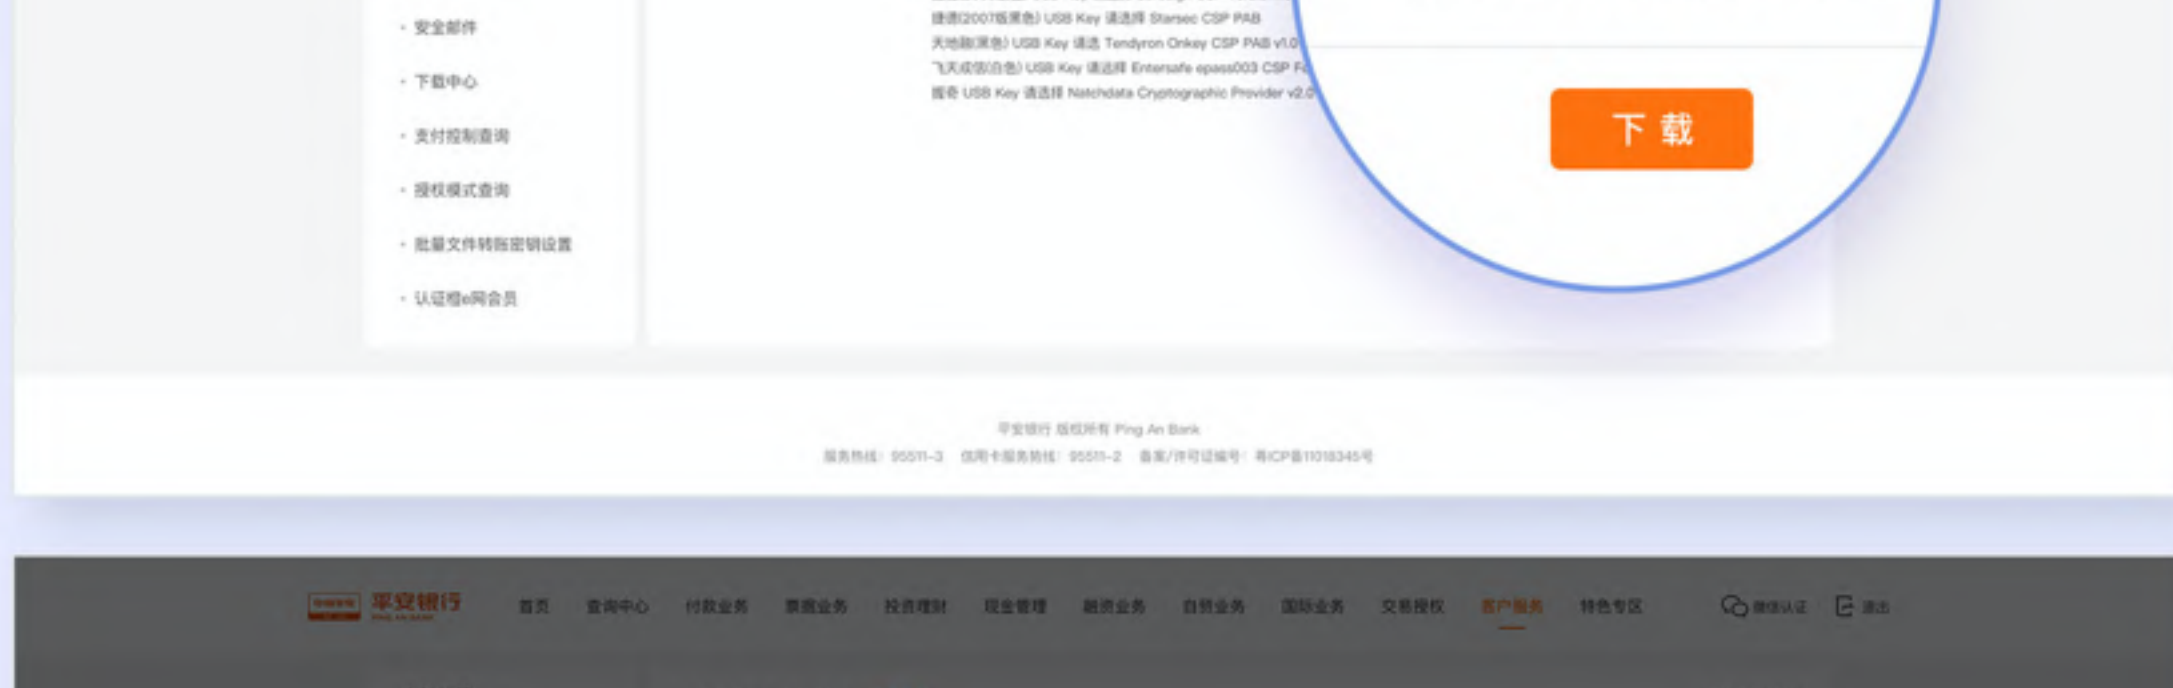 安全邮件
下载中心
支付控制查询
授权模式查询
批量文件转账密钥设置
认证橙e网会员
捷德(2007版黑色) USB Key 请选择 Starsec CSP PAB
天地融(黑色) USB Key 请选 Tendyron Onkey CSP PAB v1.0
飞天成信(白色) USB Key 请选择 Entersafe epass003 CSP
握奇 USB Key 请选择 Watchdata Cryptographic Provider v2.0
下载
平安银行 版权所有 Ping An Bank
服务热线：95511-3 信用卡服务热线：95511-2 备案/许可证编号：粤ICP备11018345号
平安银行
首页 查询中心 付款业务 票据业务 投资理财 现金管理 融资业务 自贸业务 国际业务 交易授权 客户服务 特色专区 微信认证 退出